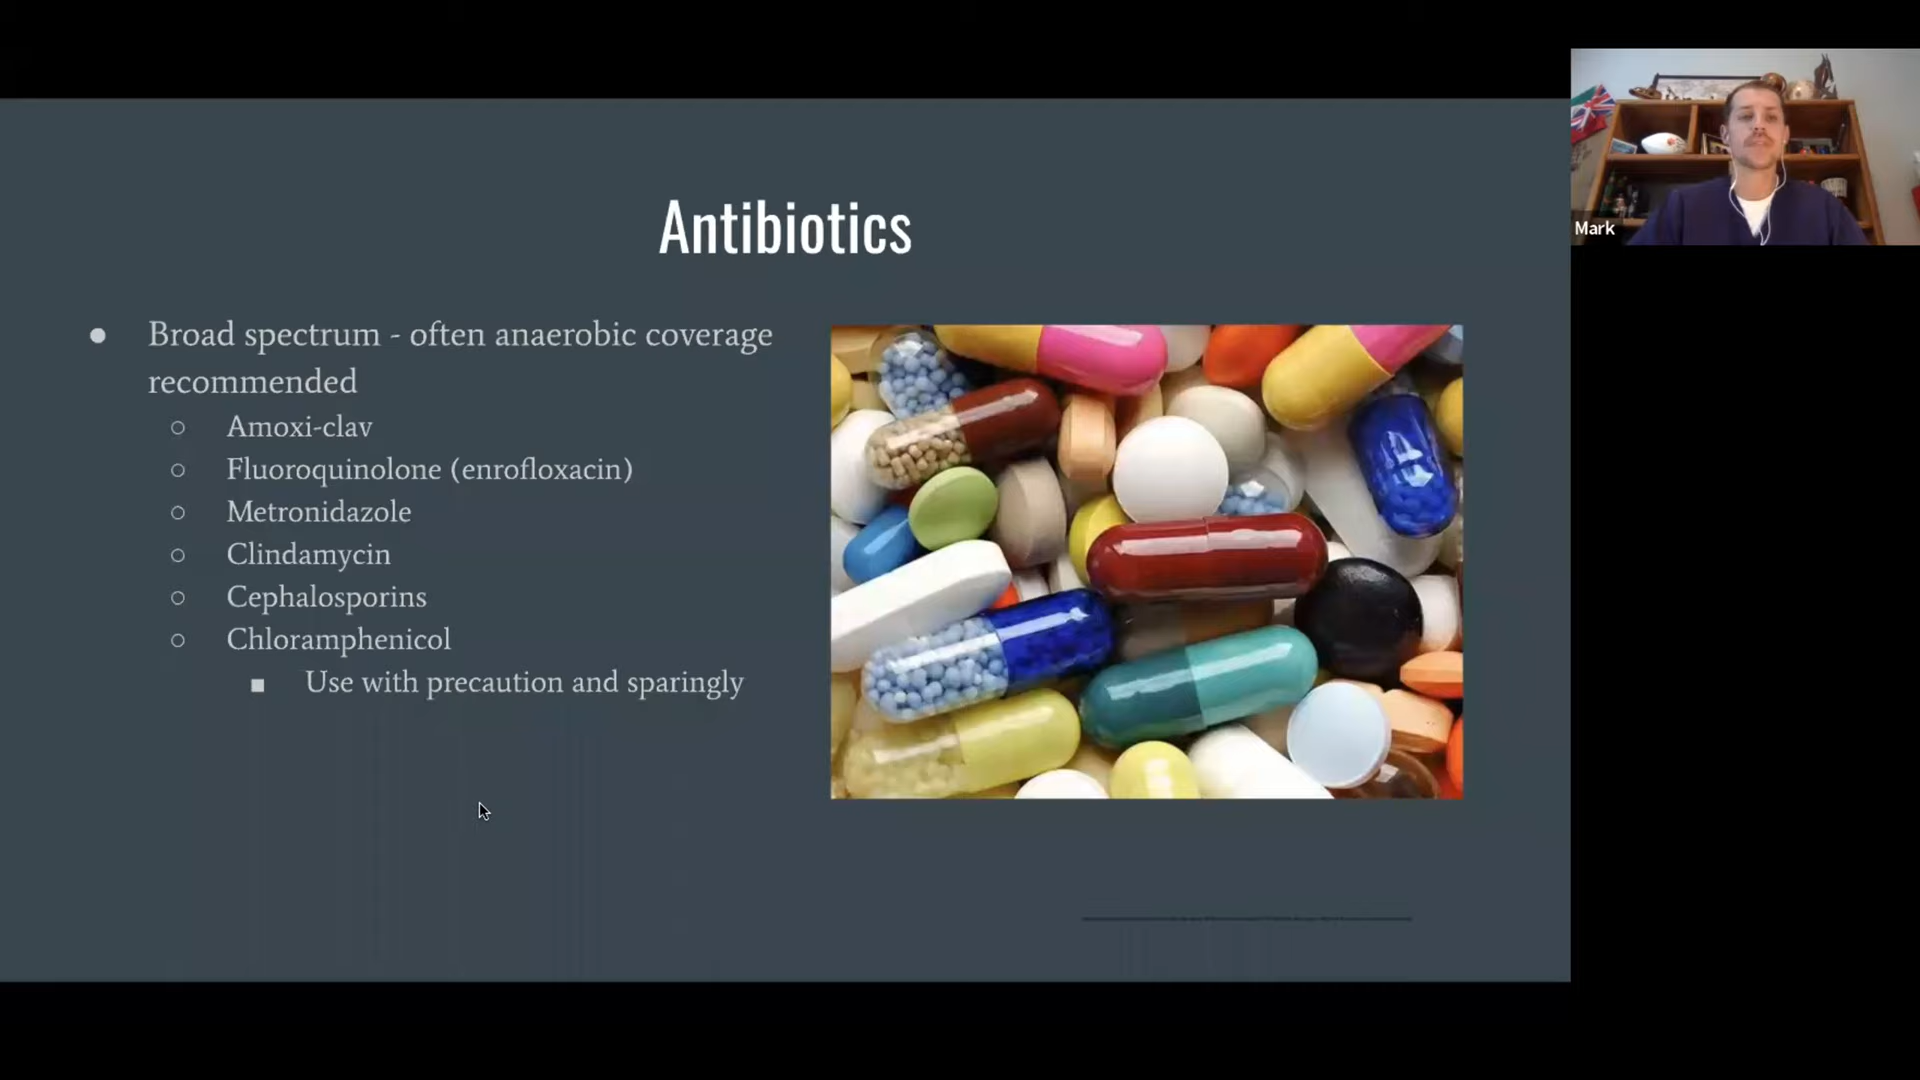 Antibiotics
Broad spectrum - often anaerobic coverage
recommended
Amoxi-clav
Fluoroquinolone (enrofloxacin)
Metronidazole
Clindamycin
Cephalosporins
Chloramphenicol
Use with precaution and sparingly
Mark